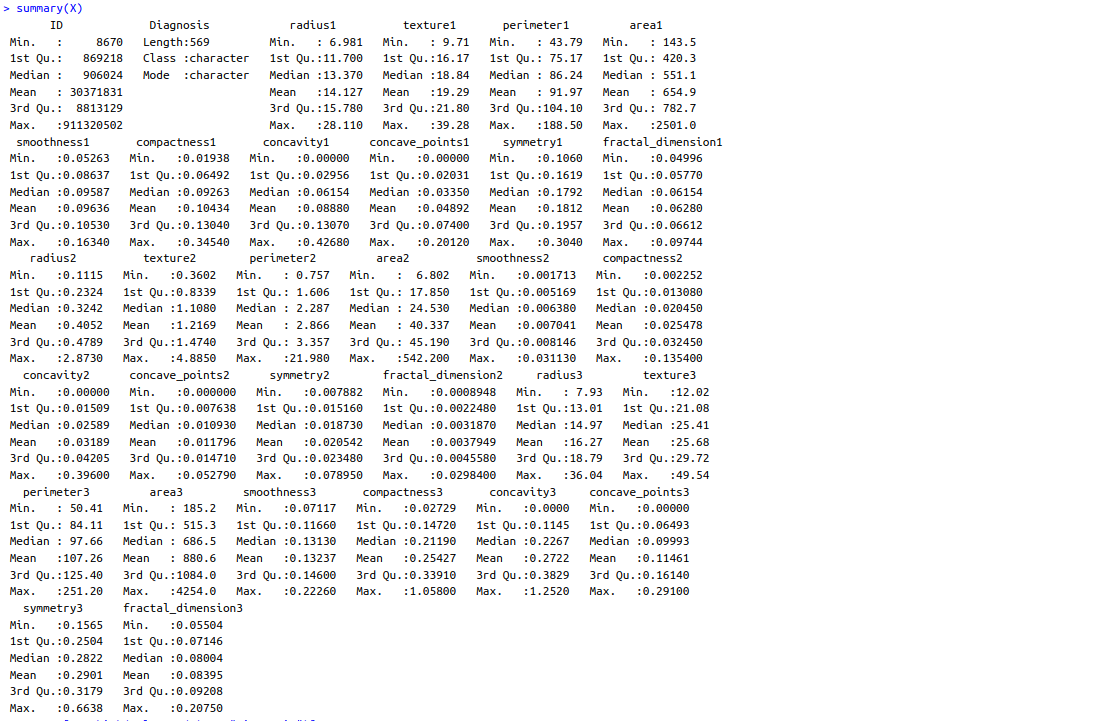 > summary(X)
ID Diagnosis radius1 texture1 perimeter1 area1
Min. : 8670 Length:569 Min. : 6.981 Min. : 9.71 Min. : 43.79 Min. : 143.5
1st Qu.: 869218 Class :character 1st Qu.:11.700 1st Qu.:16.17 1st Qu.: 75.17 1st Qu.: 420.3
Median : 906024 Mode :character Median :13.370 Median :18.84 Median : 86.24 Median : 551.1
Mean : 30371831 Mean :14.127 Mean :19.29 Mean : 91.97 Mean : 654.9
3rd Qu.: 8813129 3rd Qu.:15.780 3rd Qu.:21.80 3rd Qu.:104.10 3rd Qu.: 782.7
Max. :911320502 Max. :28.110 Max. :39.28 Max. :188.50 Max. :2501.0
smoothness1 compactness1 concavity1 concave_points1 symmetry1 fractal_dimension1
Min. :0.05263 Min. :0.01938 Min. :0.00000 Min. :0.00000 Min. :0.1060 Min. :0.04996
1st Qu.:0.08637 1st Qu.:0.06492 1st Qu.:0.02956 1st Qu.:0.02031 1st Qu.:0.1619 1st Qu.:0.05770
Median :0.09587 Median :0.09263 Median :0.06154 Median :0.03350 Median :0.1792 Median :0.06154
Mean :0.09636 Mean :0.10434 Mean :0.08880 Mean :0.04892 Mean :0.1812 Mean :0.06280
3rd Qu.:0.10530 3rd Qu.:0.13040 3rd Qu.:0.13070 3rd Qu.:0.07400 3rd Qu.:0.1957 3rd Qu.:0.06612
Max. :0.16340 Max. :0.34540 Max. :0.42680 Max. :0.20120 Max. :0.3040 Max. :0.09744
radius2 texture2 perimeter2 area2 smoothness2 compactness2
Min. :0.1115 Min. :0.3602 Min. : 0.757 Min. : 6.802 Min. :0.001713 Min. :0.002252
1st Qu.:0.2324 1st Qu.:0.8339 1st Qu.: 1.606 1st Qu.: 17.850 1st Qu.:0.005169 1st Qu.:0.013080
Median :0.3242 Median :1.1080 Median : 2.287 Median : 24.530 Median :0.006380 Median :0.020450
Mean :0.4052 Mean :1.2169 Mean : 2.866 Mean : 40.337 Mean :0.007041 Mean :0.025478
3rd Qu.:0.4789 3rd Qu.:1.4740 3rd Qu.: 3.357 3rd Qu.: 45.190 3rd Qu.:0.008146 3rd Qu.:0.032450
Max. :2.8730 Max. :4.8850 Max. :21.980 Max. :542.200 Max. :0.031130 Max. :0.135400
concavity2 concave_points2 symmetry2 fractal_dimension2 radius3 texture3
Min. :0.00000 Min. :0.000000 Min. :0.007882 Min. :0.0008948 Min. : 7.93 Min. :12.02
1st Qu.:0.01509 1st Qu.:0.007638 1st Qu.:0.015160 1st Qu.:0.0022480 1st Qu.:13.01 1st Qu.:21.08
Median :0.02589 Median :0.010930 Median :0.018730 Median :0.0031870 Median :14.97 Median :25.41
Mean :0.03189 Mean :0.011796 Mean :0.020542 Mean :0.0037949 Mean :16.27 Mean :25.68
3rd Qu.:0.04205 3rd Qu.:0.014710 3rd Qu.:0.023480 3rd Qu.:0.0045580 3rd Qu.:18.79 3rd Qu.:29.72
Max. :0.39600 Max. :0.052790 Max. :0.078950 Max. :0.0298400 Max. :36.04 Max. :49.54
perimeter3 area3 smoothness3 compactness3 concavity3 concave_points3
Min. : 50.41 Min. : 185.2 Min. :0.07117 Min. :0.02729 Min. :0.0000 Min. :0.00000
1st Qu.: 84.11 1st Qu.: 515.3 1st Qu.:0.11660 1st Qu.:0.14720 1st Qu.:0.1145 1st Qu.:0.06493
Median : 97.66 Median : 686.5 Median :0.13130 Median :0.21190 Median :0.2267 Median :0.09993
Mean :107.26 Mean : 880.6 Mean :0.13237 Mean :0.25427 Mean :0.2722 Mean :0.11461
3rd Qu.:125.40 3rd Qu.:1084.0 3rd Qu.:0.14600 3rd Qu.:0.33910 3rd Qu.:0.3829 3rd Qu.:0.16140
Max. :251.20 Max. :4254.0 Max. :0.22260 Max. :1.05800 Max. :1.2520 Max. :0.29100
symmetry3 fractal_dimension3
Min. :0.1565 Min. :0.05504
1st Qu.:0.2504 1st Qu.:0.07146
Median :0.2822 Median :0.08004
Mean :0.2901 Mean :0.08395
3rd Qu.:0.3179 3rd Qu.:0.09208
Max. :0.6638 Max. :0.20750